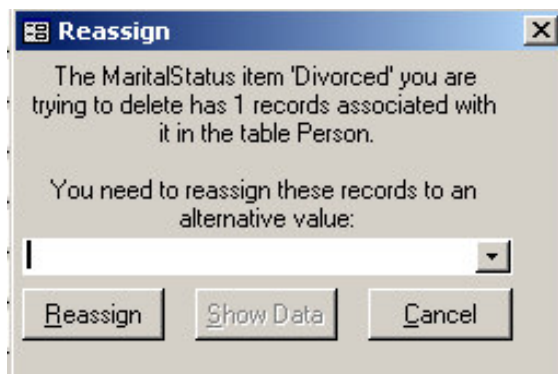 Reassign
The MaritalStatus item 'Divorced' you are
trying to delete has 1 records associated with
it in the table Person.
You need to reassign these records to an
alternative value:
Reassign Show Data Cancel